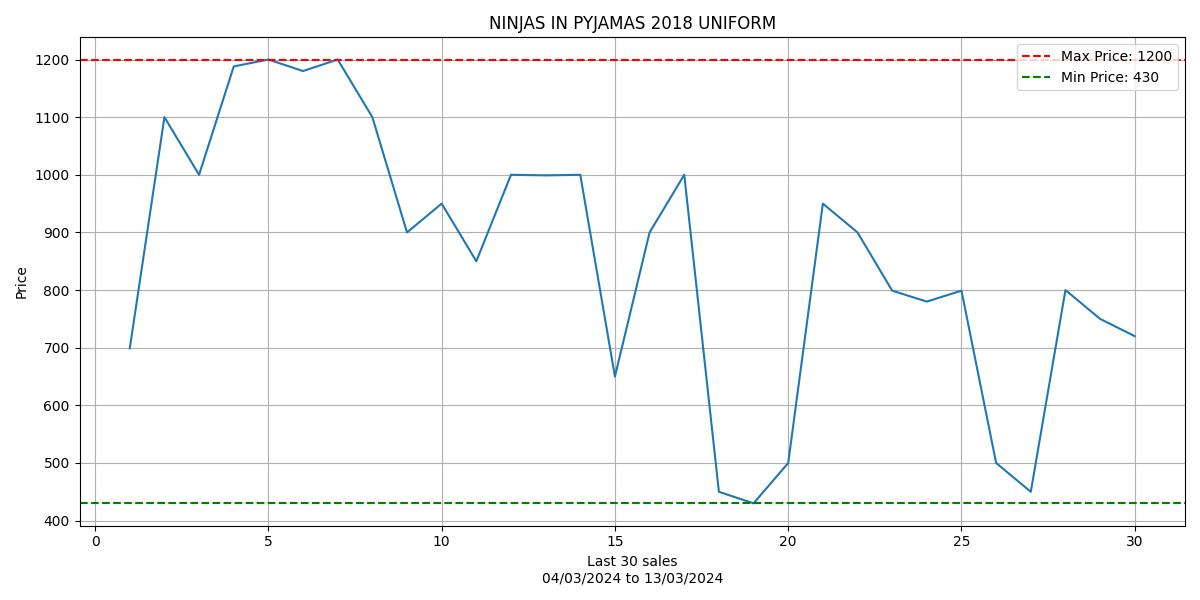 NINJAS IN PYJAMAS 2018 UNIFORM
Max Price: 1200
Min Price: 430
1200
1100
1000
900
800
700
600
500
400
Price
0 5 10 15 20 25 30
Last 30 sales
04/03/2024 to 13/03/2024